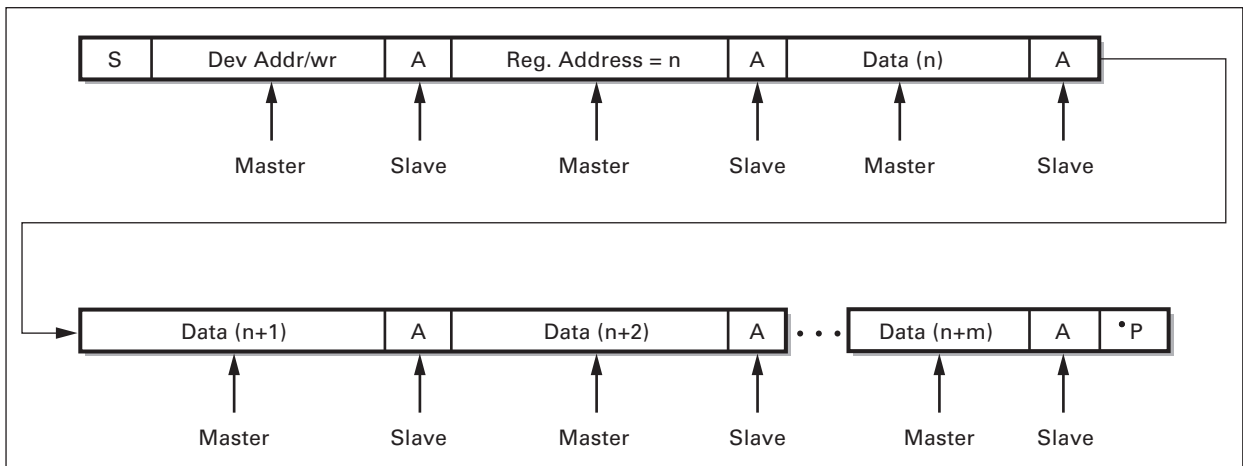 S Dev Addr/wr A Reg. Address = n A Data (n) A
Master Slave Master Slave Master Slave
Data (n+1) A Data (n+2) A • • • Data (n+m) A •P
Master Slave Master Slave Master Slave